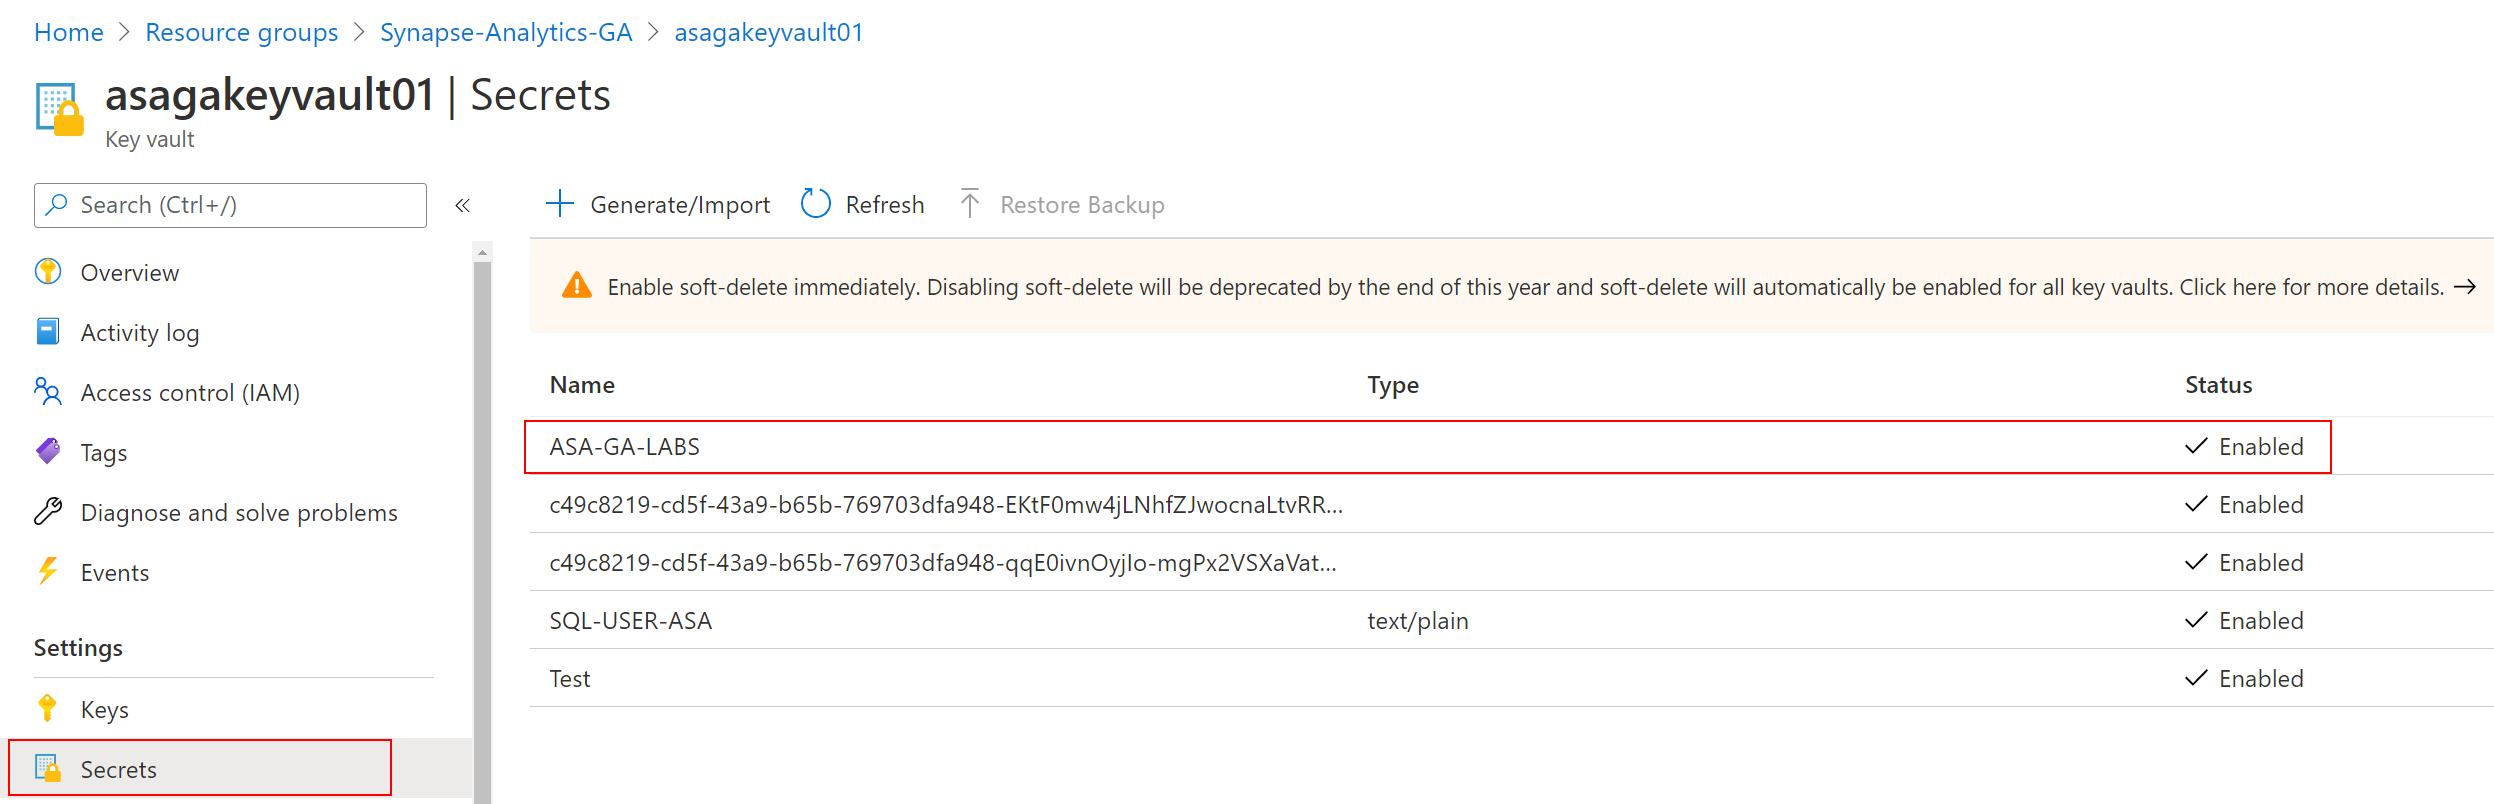 Home > Resource groups > Synapse-Analytics-GA > asagakeyvault01
asagakeyvault01 | Secrets
Key vault
Search (Ctrl+/)
«
Generate/Import
Refresh
Restore Backup
Overview
Activity log
Access control (IAM)
Tags
Diagnose and solve problems
Events
Settings
Keys
Secrets
Enable soft-delete immediately. Disabling soft-delete will be deprecated by the end of this year and soft-delete will automatically be enabled for all key vaults. Click here for more details. →
Name Type Status
ASA-GA-LABS Enabled
c49c8219-cd5f-43a9-b65b-769703dfa948-EKtF0mw4jLNhfZJwocnaLtvRR... Enabled
c49c8219-cd5f-43a9-b65b-769703dfa948-qqE0ivnOyjIo-mgPx2VSXaVat... Enabled
SQL-USER-ASA text/plain Enabled
Test Enabled